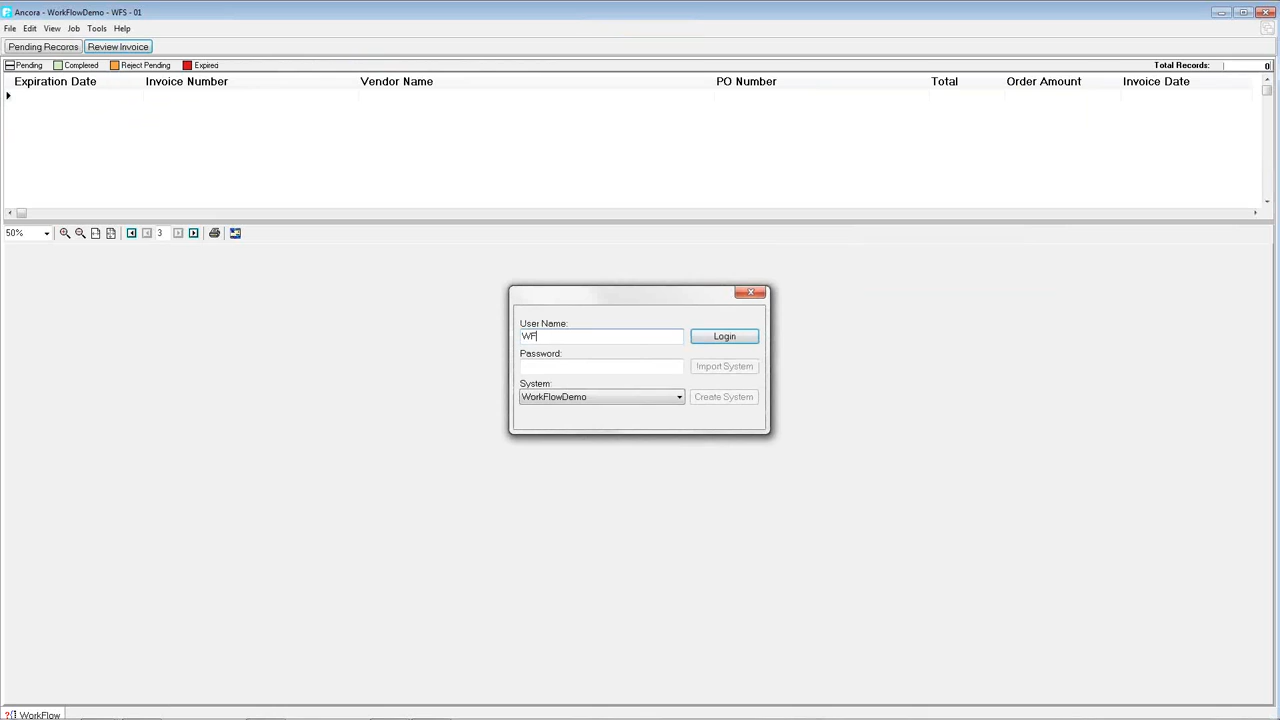 Ancora - WorkFlowDemo - WFS - 01
File Edit View Job Tools Help
Pending Records Review Invoice
Pending Completed Reject Pending Expired Total Records: 0
Expiration Date Invoice Number Vendor Name PO Number Total Order Amount Invoice Date
50% 3
User Name:
WF Login
Password:
Import System
System:
WorkFlowDemo Create System
WorkFlow